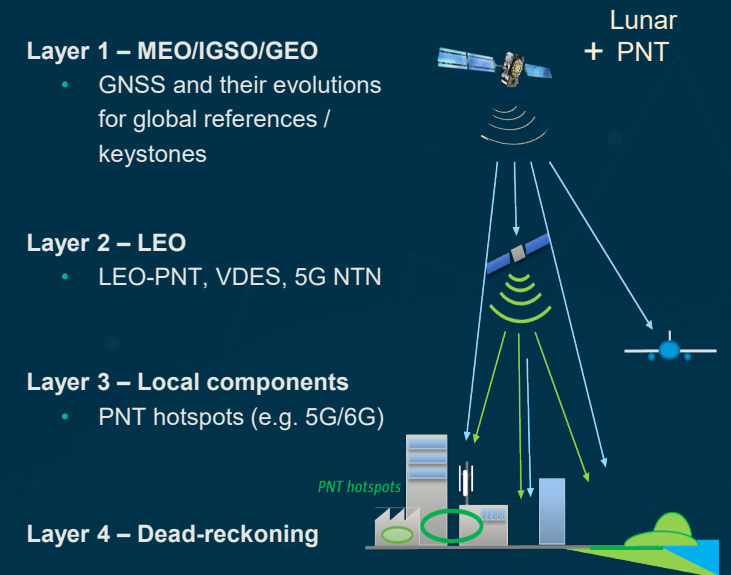 Lunar
+ PNT
Layer 1 – MEO/IGSO/GEO
• GNSS and their evolutions
for global references /
keystones
Layer 2 – LEO
• LEO-PNT, VDES, 5G NTN
Layer 3 – Local components
• PNT hotspots (e.g. 5G/6G)
PNT hotspots
Layer 4 – Dead-reckoning